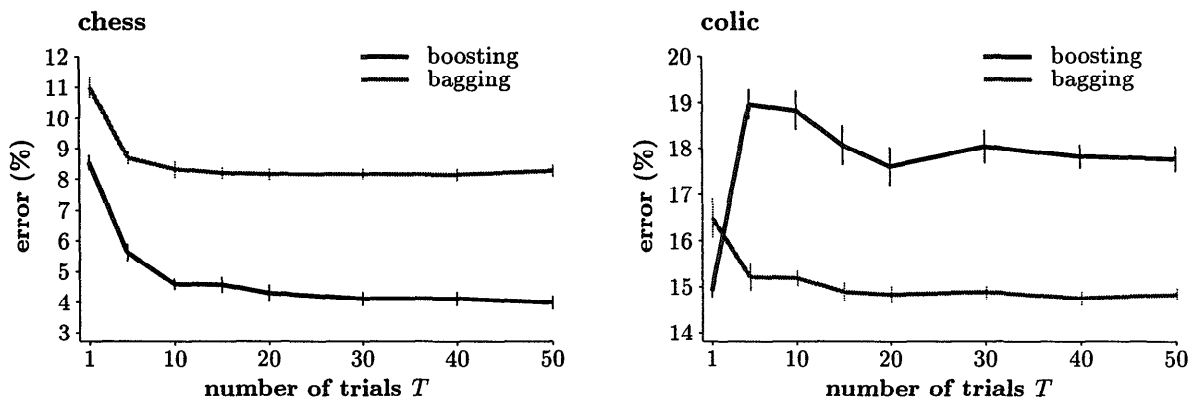 chess
12
11
10
9
8
7
6
5
4
3
error (%)
boosting
bagging
1 10 20 30 40 50
number of trials T
colic
20
19
18
17
16
15
14
error (%)
boosting
bagging
1 10 20 30 40 50
number of trials T